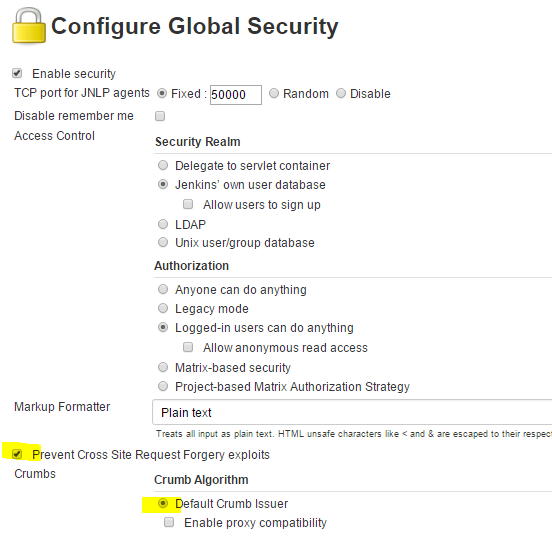 Configure Global Security
Enable security
TCP port for JNLP agents Fixed : 50000 Random Disable
Disable remember me
Access Control
Security Realm
Delegate to servlet container
Jenkins' own user database
Allow users to sign up
LDAP
Unix user/group database
Authorization
Anyone can do anything
Legacy mode
Logged-in users can do anything
Allow anonymous read access
Matrix-based security
Project-based Matrix Authorization Strategy
Markup Formatter Plain text
Treats all input as plain text. HTML unsafe characters like < and & are escaped to their respec
Prevent Cross Site Request Forgery exploits
Crumbs
Crumb Algorithm
Default Crumb Issuer
Enable proxy compatibility